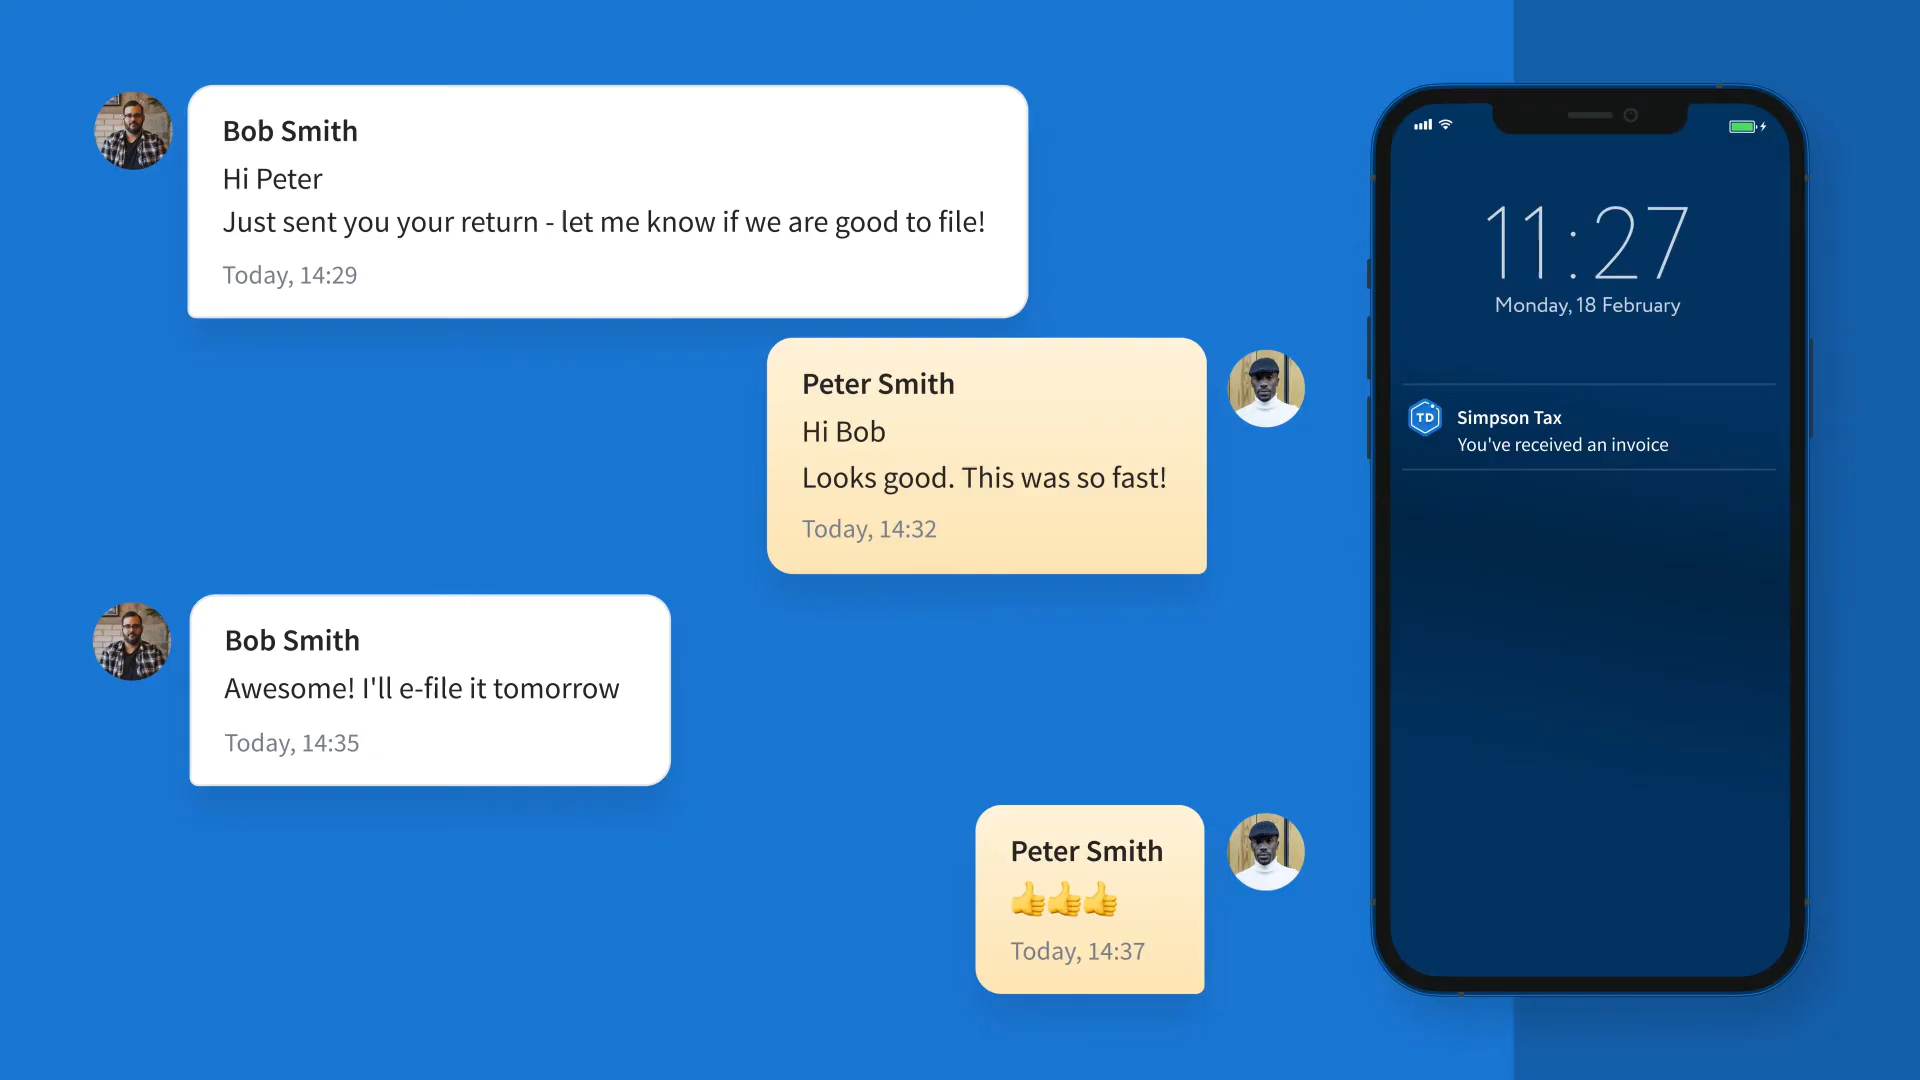 Bob Smith
Hi Peter
Just sent you your return - let me know if we are good to file!
Today, 14:29
Peter Smith
Hi Bob
Looks good. This was so fast!
Today, 14:32
Bob Smith
Awesome! I'll e-file it tomorrow
Today, 14:35
Peter Smith
👍👍👍
Today, 14:37
11:27
Monday, 18 February
TD
Simpson Tax
You've received an invoice